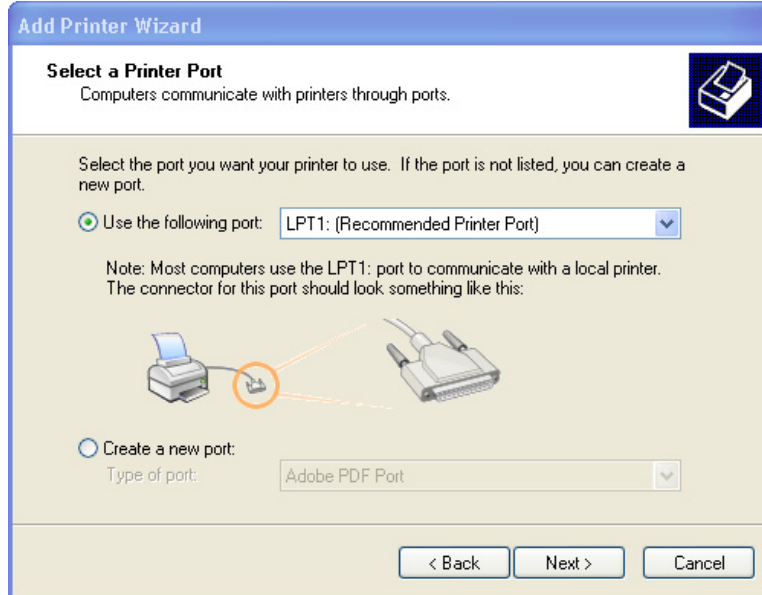 Add Printer Wizard
Select a Printer Port
Computers communicate with printers through ports.
Select the port you want your printer to use. If the port is not listed, you can create a
new port.
Use the following port: LPT1: (Recommended Printer Port)
Note: Most computers use the LPT1: port to communicate with a local printer.
The connector for this port should look something like this:
Create a new port:
Type of port: Adobe PDF Port
< Back Next > Cancel